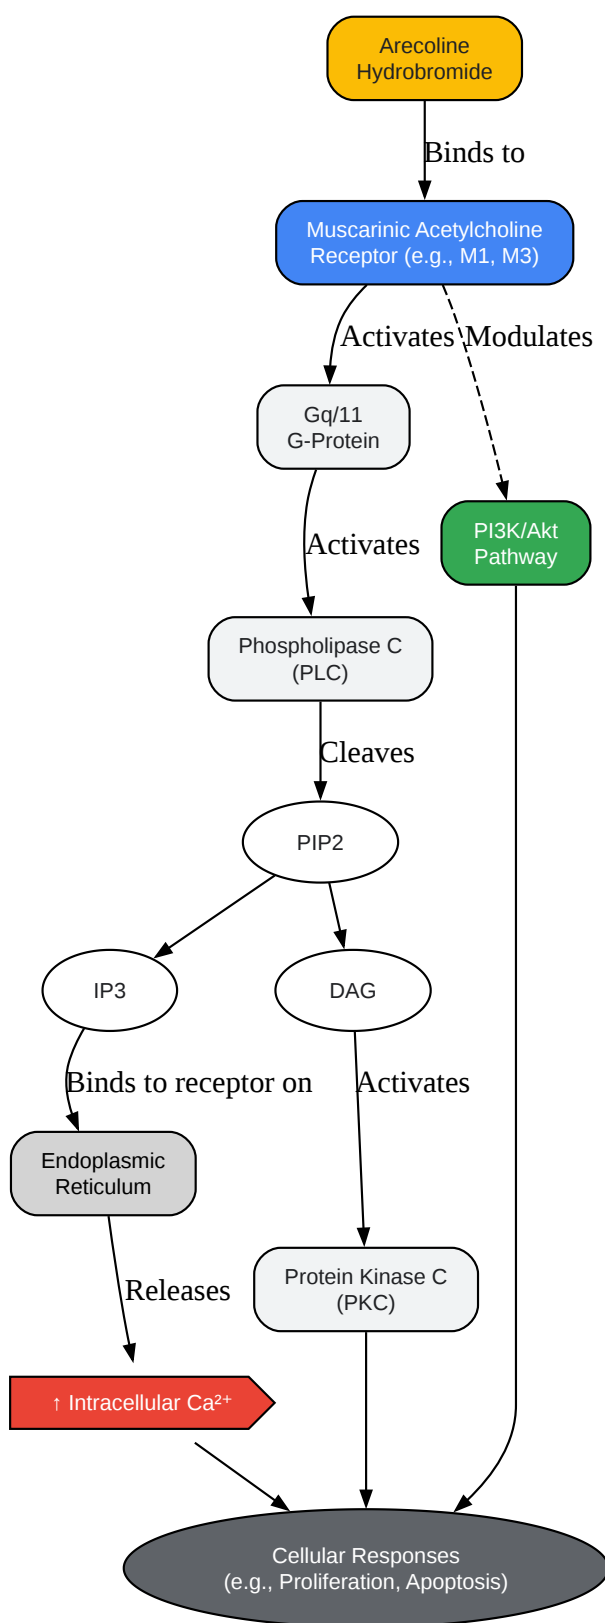 Arecoline
Hydrobromide
Binds to
Muscarinic Acetylcholine
Receptor (e.g., M1, M3)
Activates
Modulates
Gq/11
G-Protein
PI3K/Akt
Pathway
Activates
Phospholipase C
(PLC)
Cleaves
PIP2
IP3
DAG
Binds to receptor on
Activates
Endoplasmic
Reticulum
Releases
Protein Kinase C
(PKC)
↑ Intracellular Ca²⁺
Cellular Responses
(e.g., Proliferation, Apoptosis)